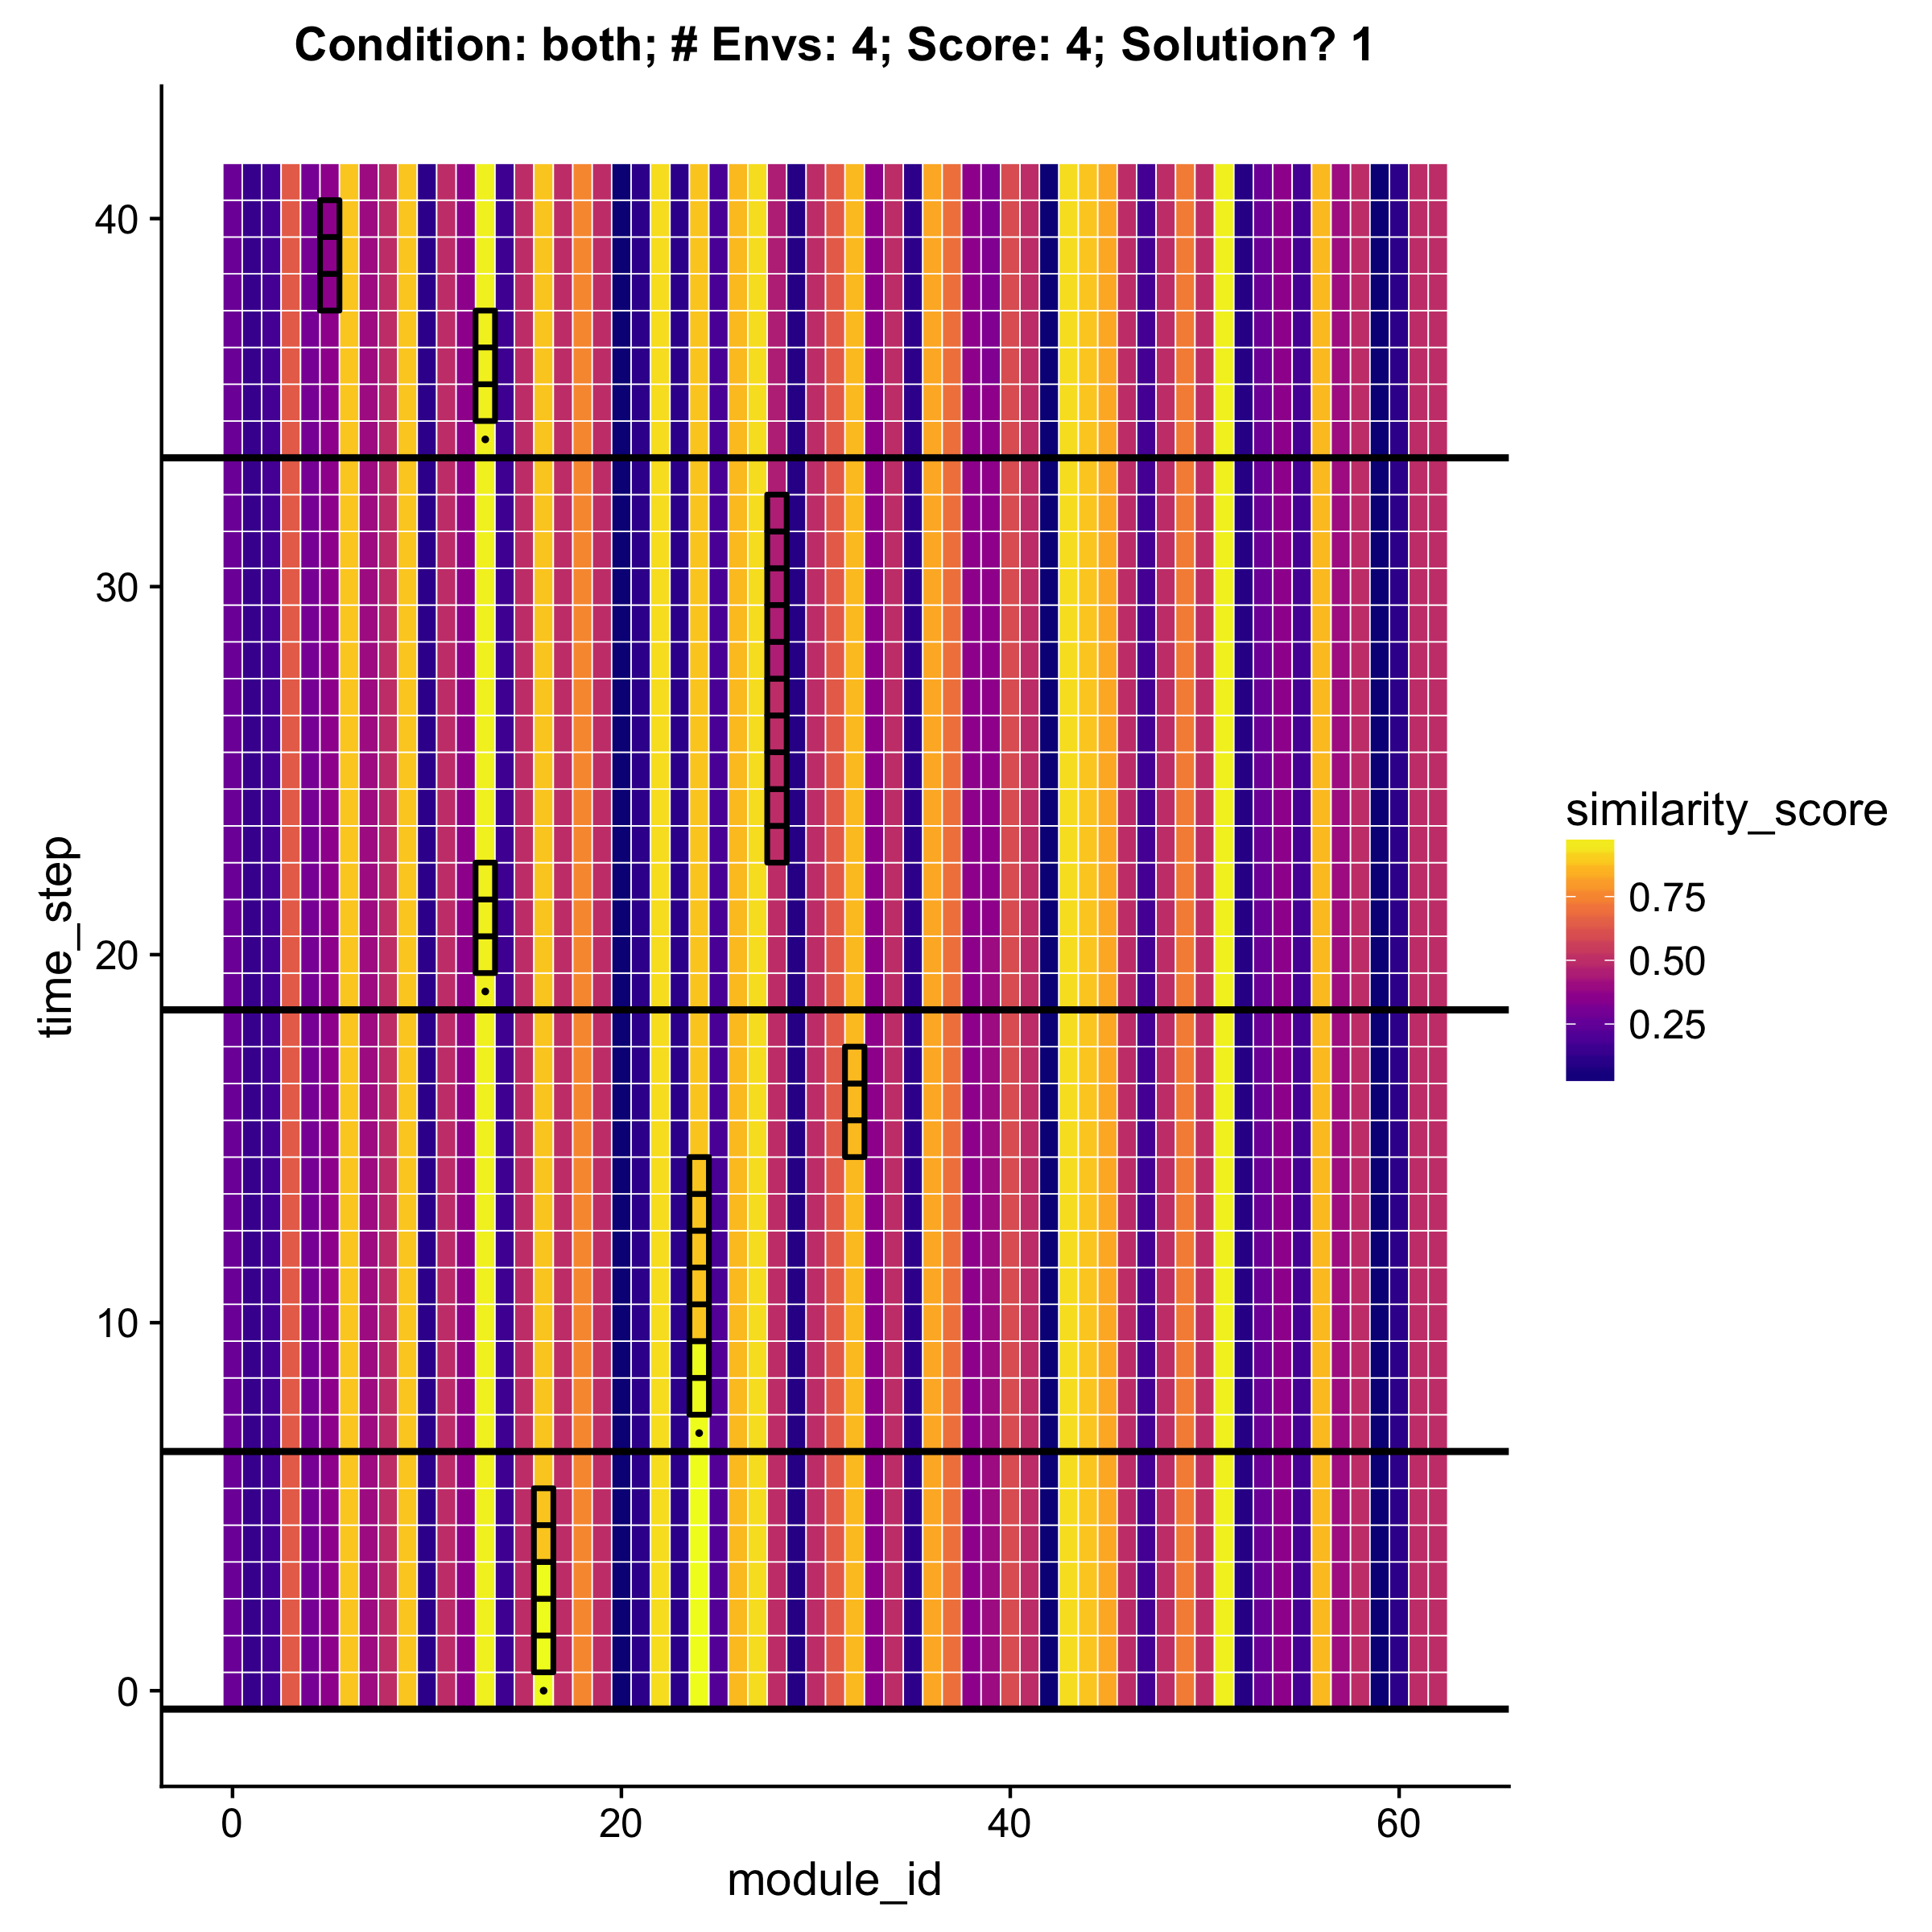 Condition: both; # Envs: 4; Score: 4; Solution? 1
40
30
20
10
0
time_step
0 20 40 60
module_id
similarity_score
0.75
0.50
0.25